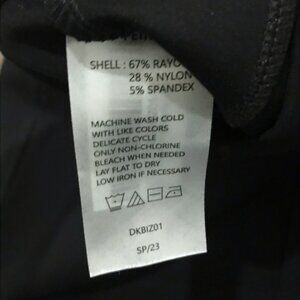 SHELL : 67% RAYO
28 % NYLON
5% SPANDEX
MACHINE WASH COLD
WITH LIKE COLORS
DELICATE CYCLE
ONLY NON-CHLORINE
BLEACH WHEN NEEDED
LAY FLAT TO DRY
LOW IRON IF NECESSARY
DKBIZ01
SP/23